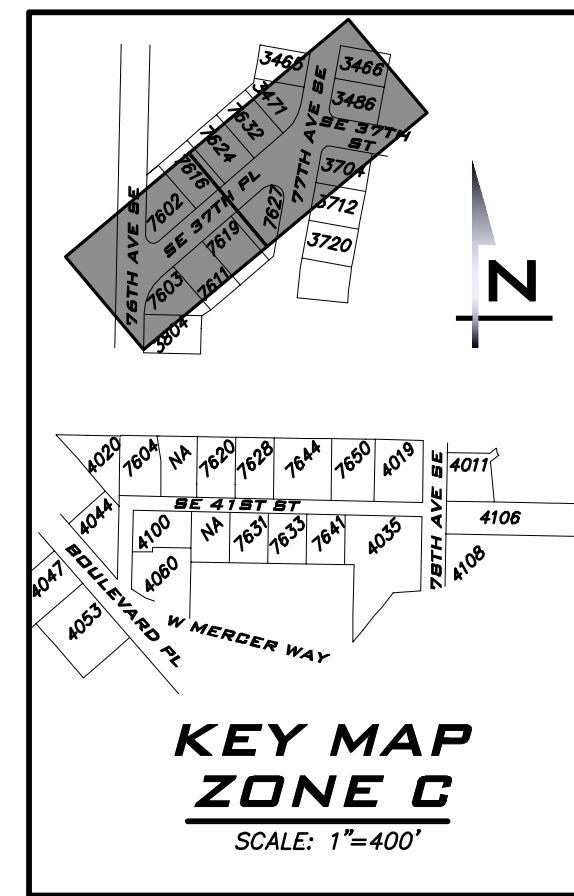 3465
3466
3471
3486
7632
SE 37TH
ST
7624
77TH AVE SE
3704
7616
3712
SE 37TH PL
7602
7627
3720
76TH AVE SE
7619
7603
7611
3804
N
4020
7604
NA
7620
7628
7644
7650
4019
78TH AVE SE
4011
SE 41ST ST
4106
4044
4100
NA
7631
7633
7641
4035
4108
4047
BOULEVARD PL
4060
4053
W MERCER WAY
KEY MAP
ZONE C
SCALE: 1"=400'